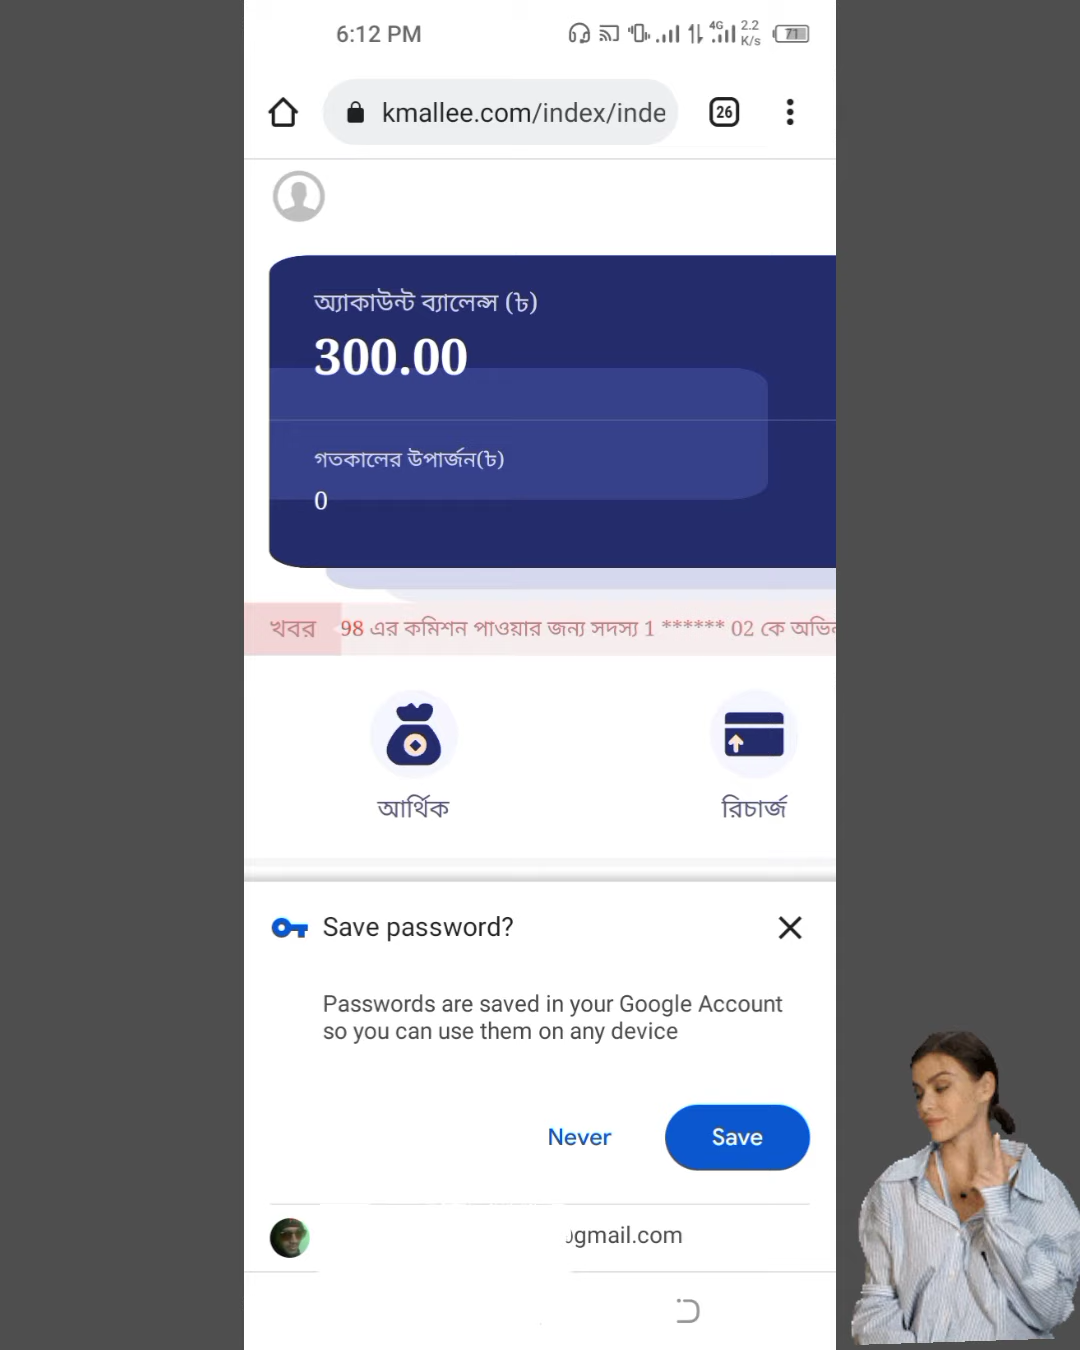 6:12 PM
4G 2.2 K/s 71
kmallee.com/index/inde
26
অ্যাকাউন্ট ব্যালেন্স (৳)
300.00
গতকালের উপার্জন(৳)
0
খবর 98 এর কমিশন পাওয়ার জন্য সদস্য 1 ****** 02 কে
আর্থিক
রিচার্জ
Save password?
Passwords are saved in your Google Account
so you can use them on any device
Never
Save
gmail.com